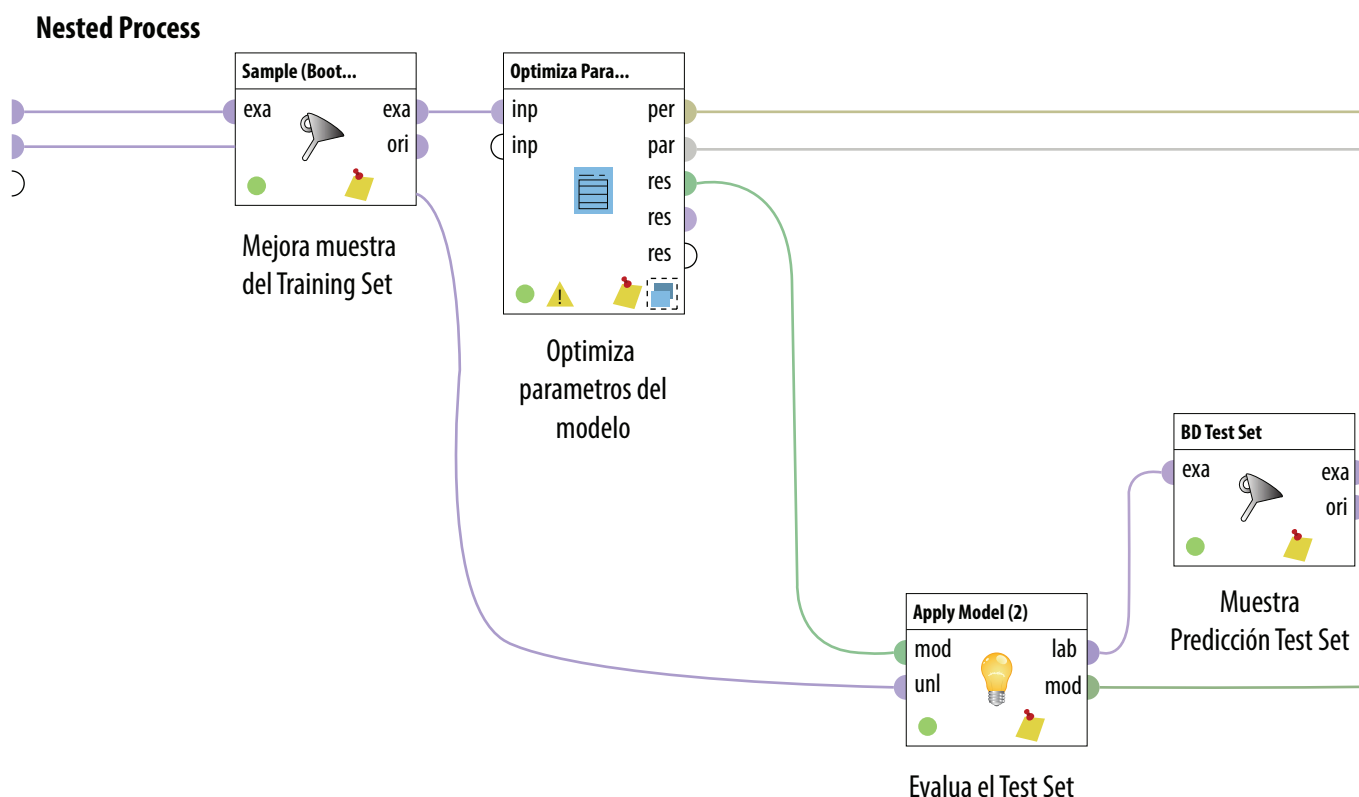 Nested Process
Sample (Boot...
exa exa
ori
Mejora muestra
del Training Set
Optimiza Para...
inp per
inp par
res
res
res
Optimiza
parametros del
modelo
BD Test Set
exa exa
ori
Muestra
Predicción Test Set
Apply Model (2)
mod lab
unl mod
Evalua el Test Set